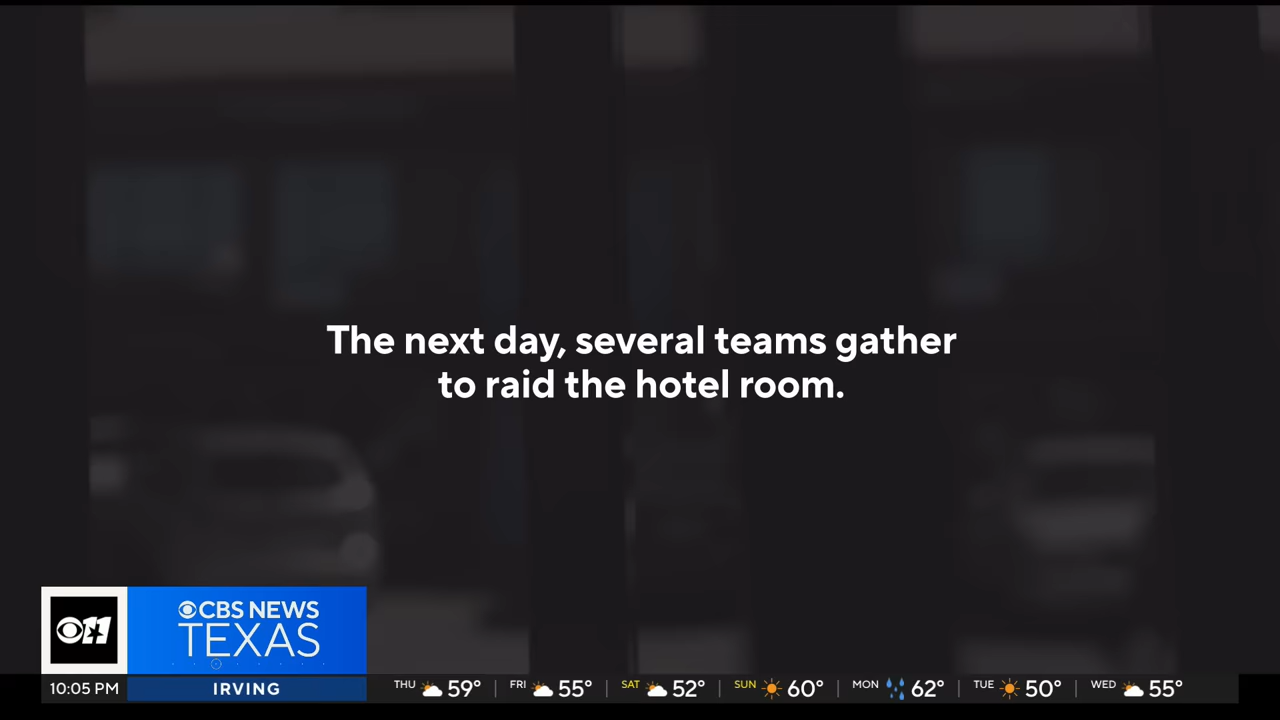 The next day, several teams gather
to raid the hotel room.
CBS NEWS
TEXAS
11
10:05 PM
IRVING
THU 59° | FRI 55° | SAT 52° | SUN 60° | MON 62° | TUE 50° | WED 55°